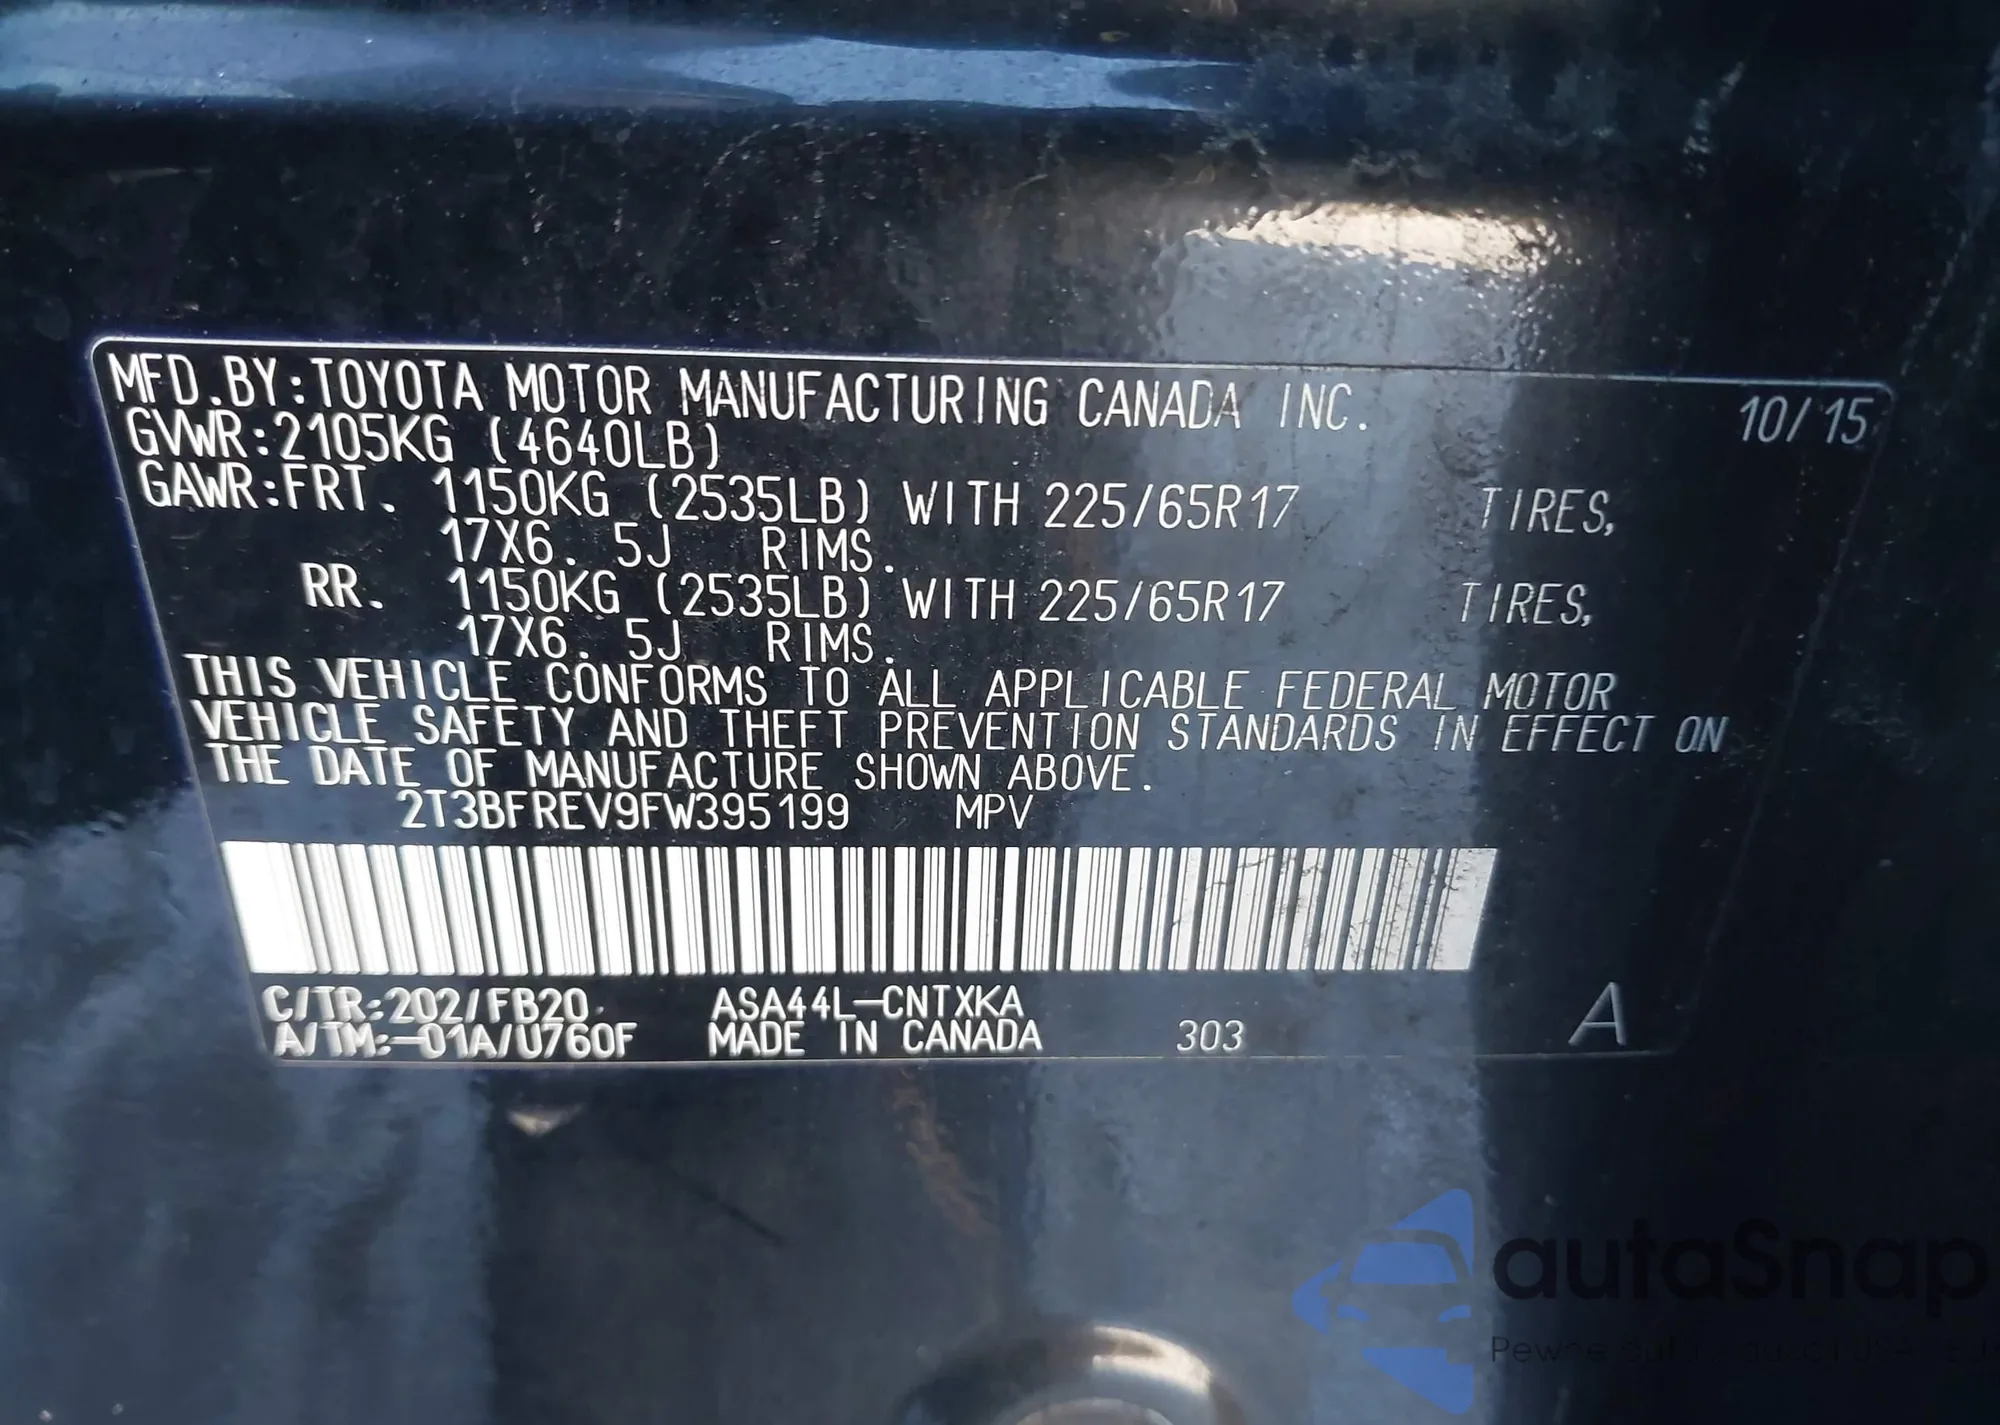 MFD.BY:TOYOTA MOTOR MANUFACTURING CANADA INC. 10/15
GVWR:2105KG (4640LB)
GAWR:FRT. 1150KG (2535LB) WITH 225/65R17 TIRES,
17X6.5J RIMS.
RR. 1150KG (2535LB) WITH 225/65R17 TIRES,
17X6.5J RIMS.
THIS VEHICLE CONFORMS TO ALL APPLICABLE FEDERAL MOTOR
VEHICLE SAFETY AND THEFT PREVENTION STANDARDS IN EFFECT ON
THE DATE OF MANUFACTURE SHOWN ABOVE.
2T3BFREV9FW395199 MPV
C/TR:202/FB20 ASA44L-CNTXKA
A/TM:-01A/U760F MADE IN CANADA 303 A
autaSnap